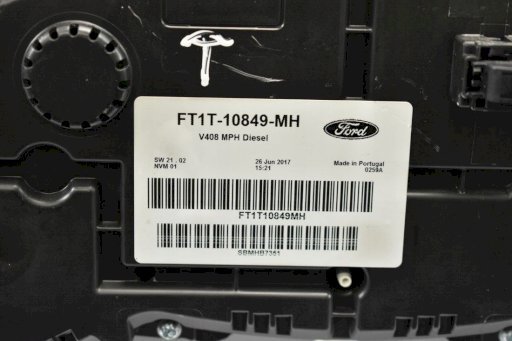 T
FT1T-10849-MH
V408 MPH Diesel
Ford
SW 21 . 02
NVM 01
26 Jun 2017
15:21
Made in Portugal
0259A
FT1T10849MH
SBMHB7351